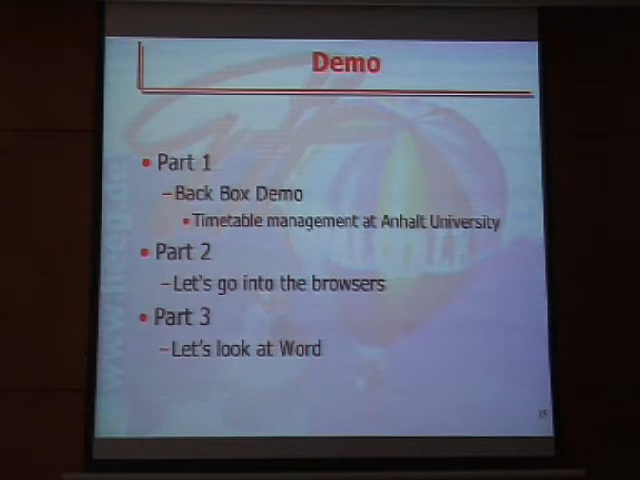 Demo
• Part 1
–Back Box Demo
• Timetable management at Anhalt University
• Part 2
–Let's go into the browsers
• Part 3
–Let's look at Word
15